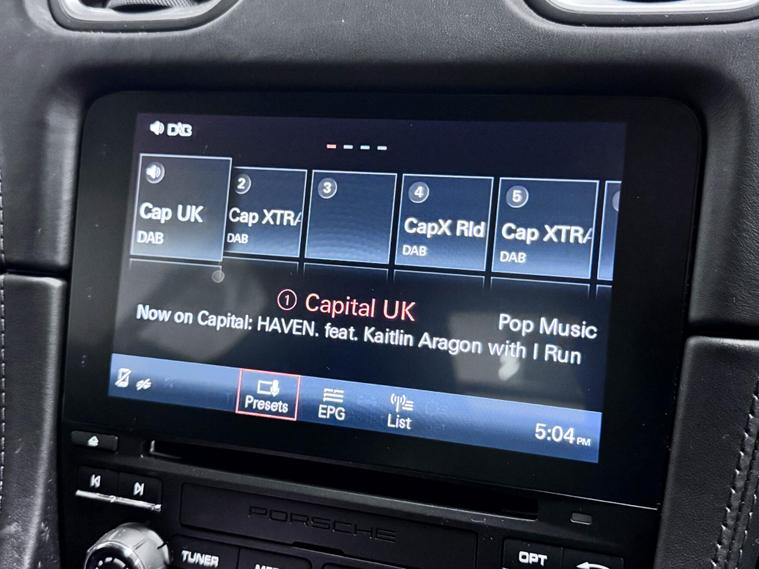 DAB
Cap UK
DAB
2
Cap XTRA
DAB
3
4
CapX Rld
DAB
5
Cap XTRA
DAB
1 Capital UK
Pop Music
Now on Capital: HAVEN. feat. Kaitlin Aragon with I Run
Presets
EPG
List
5:04 PM
PORSCHE
TUNER
OPT